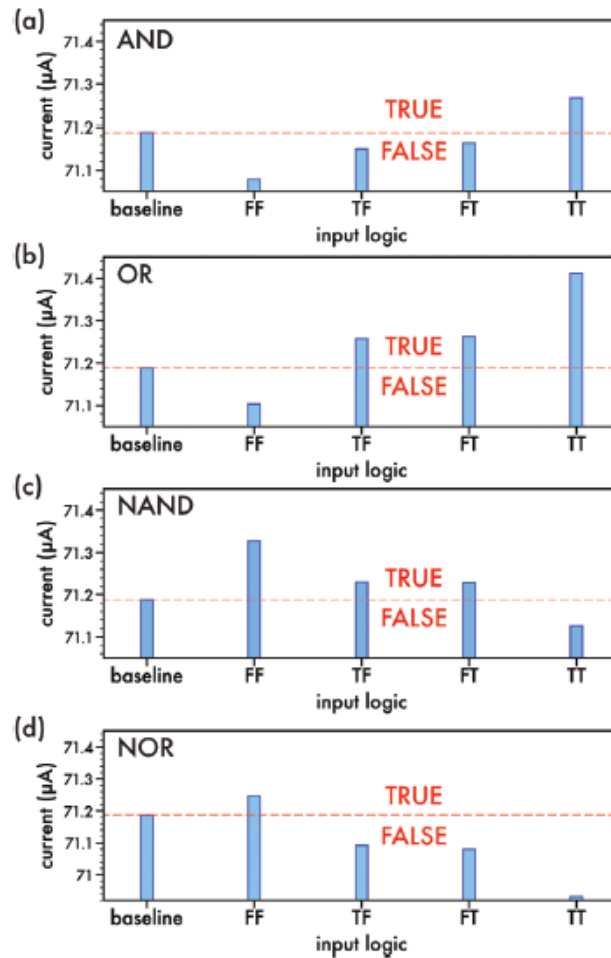 (a)
AND
current (µA)
71.4
71.3
71.2
71.1
TRUE
FALSE
baseline FF TF FT TT
input logic
(b)
OR
current (µA)
71.4
71.3
71.2
71.1
TRUE
FALSE
baseline FF TF FT TT
input logic
(c)
NAND
current (µA)
71.4
71.3
71.2
71.1
TRUE
FALSE
baseline FF TF FT TT
input logic
(d)
NOR
current (µA)
71.4
71.3
71.2
71.1
71
TRUE
FALSE
baseline FF TF FT TT
input logic